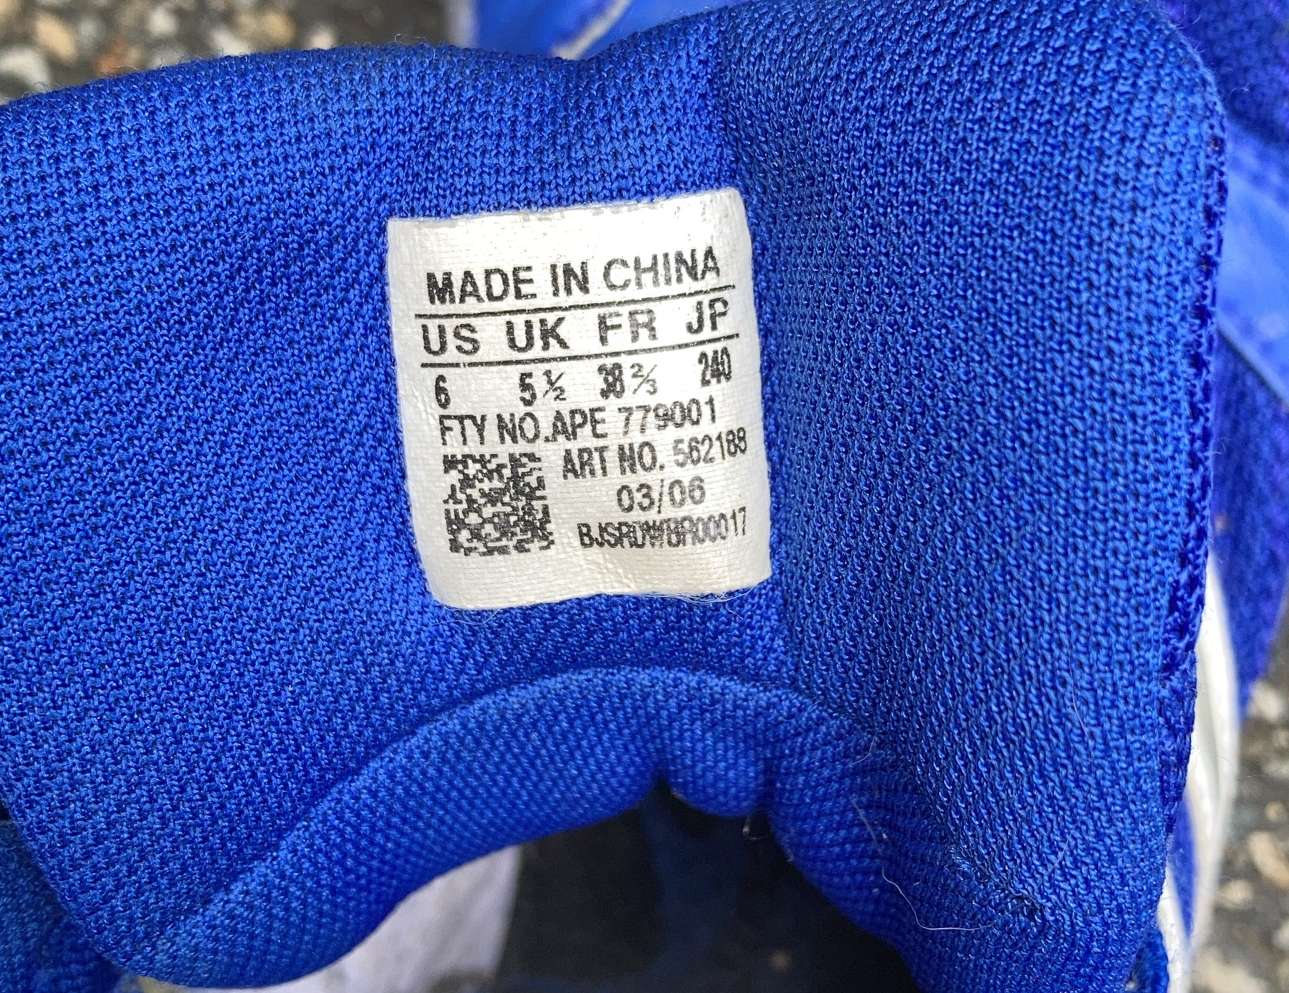 MADE IN CHINA
US UK FR JP
6 5½ 38⅔ 240
FTY NO.APE 779001
ART NO. 562188
03/06
BJSRDWBR00017